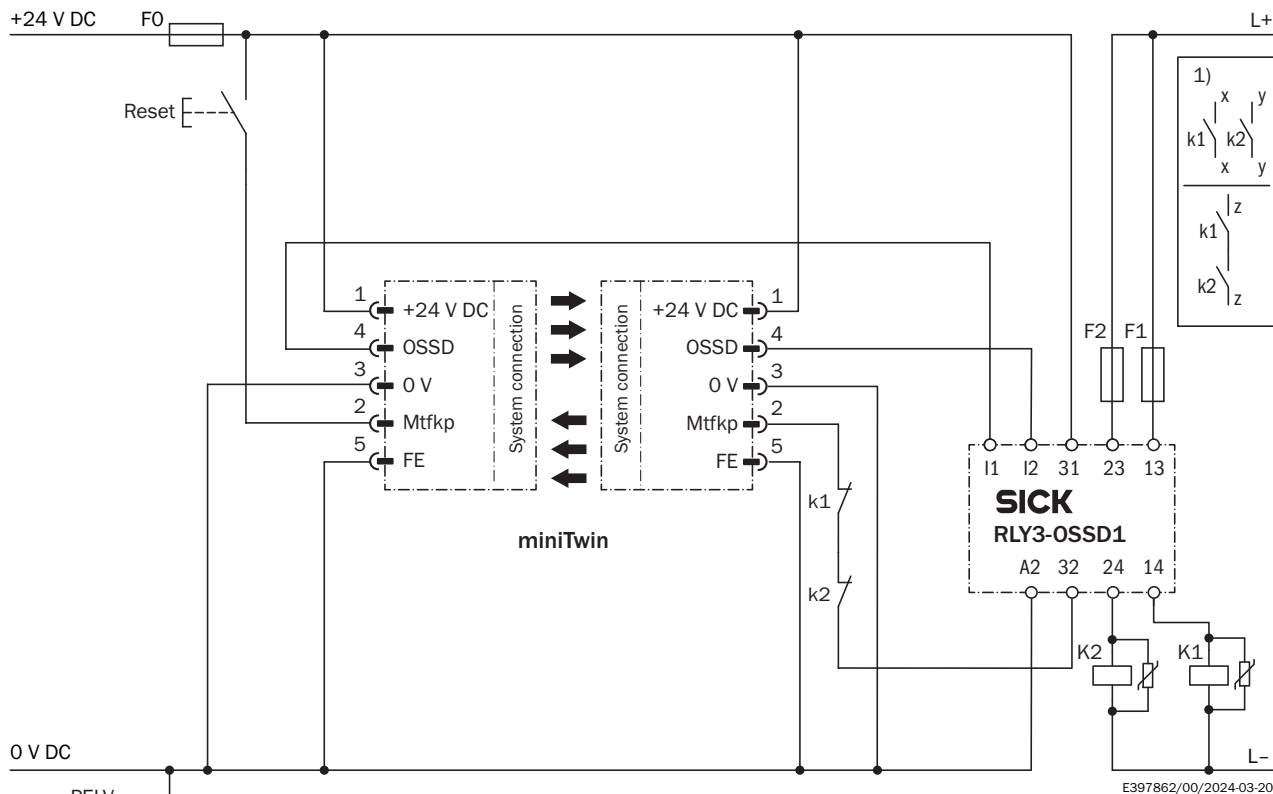 +24 V DC
F0
L+
Reset
1)
x
y
k1
k2
x
y
z
k1
k2
z
1
+24 V DC
4
OSSD
3
0 V
2
Mtfkp
5
FE
System connection
System connection
+24 V DC
1
OSSD
4
0 V
3
Mtfkp
2
FE
5
miniTwin
k1
k2
F2
F1
I1
I2
31
23
13
SICK
RLY3-OSSD1
A2
32
24
14
K2
K1
0 V DC
L–
E397862/00/2024-03-20